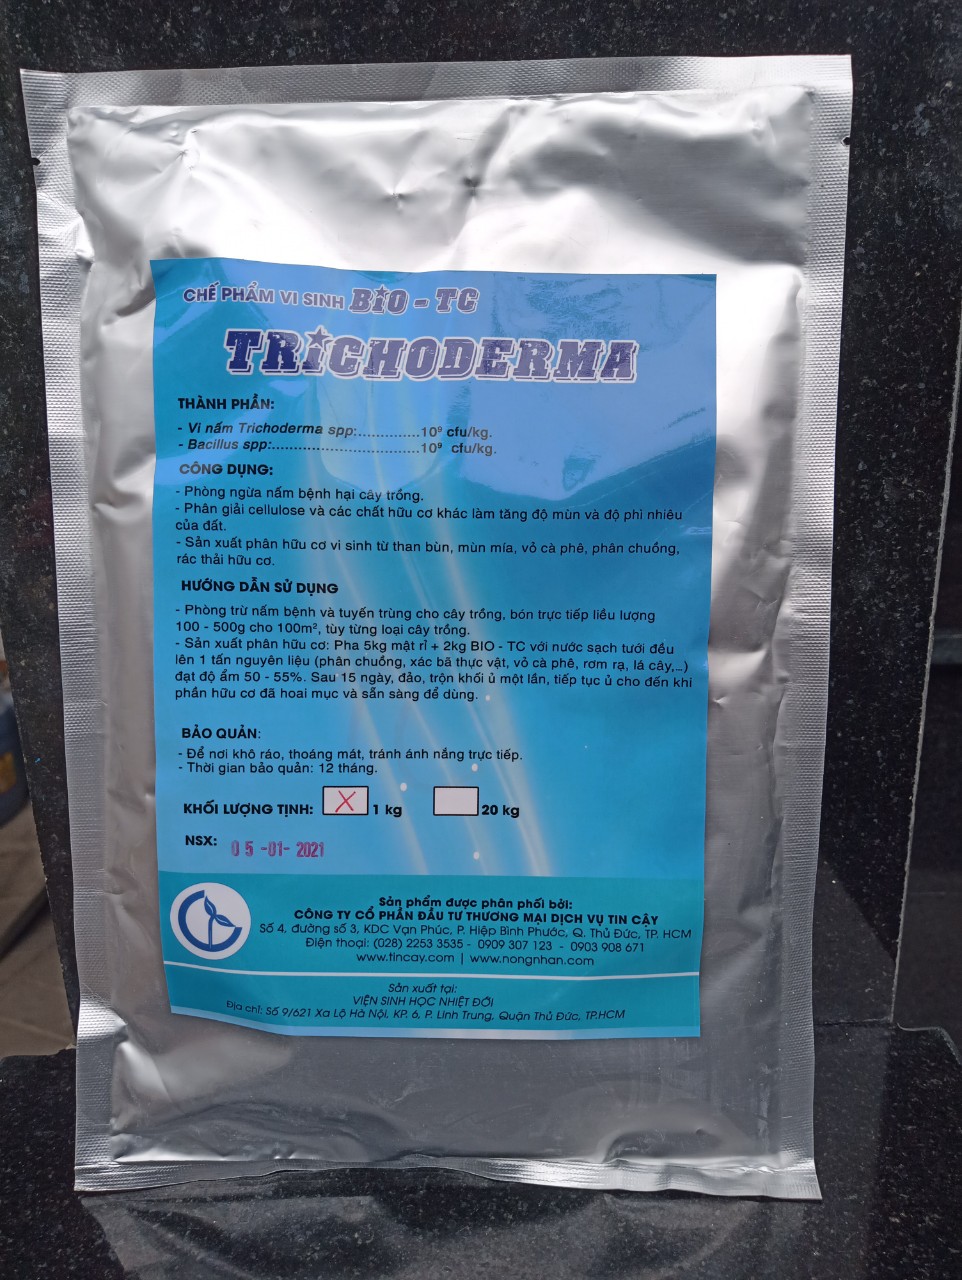 CHẾ PHẨM VI SINH BIO - TC
TRICHODERMA
THÀNH PHẦN:
- Vi nấm Trichoderma spp:.............10⁹ cfu/kg.
- Bacillus spp:................................10⁹ cfu/kg.
CÔNG DỤNG:
- Phòng ngừa nấm bệnh hại cây trồng.
- Phân giải cellulose và các chất hữu cơ khác làm tăng độ mùn và độ phì nhiêu
của đất.
- Sản xuất phân hữu cơ vi sinh từ than bùn, mùn mía, vỏ cà phê, phân chuồng,
rác thải hữu cơ.
HƯỚNG DẪN SỬ DỤNG
- Phòng trừ nấm bệnh và tuyến trùng cho cây trồng, bón trực tiếp liều lượng
100 - 500g cho 100m², tùy từng loại cây trồng.
- Sản xuất phân hữu cơ: Pha 5kg mật rỉ + 2kg BIO - TC với nước sạch tưới đều
lên 1 tấn nguyên liệu (phân chuồng, xác bã thực vật, vỏ cà phê, rơm rạ, lá cây,...)
đạt độ ẩm 50 - 55%. Sau 15 ngày, đảo, trộn khối ủ một lần, tiếp tục ủ cho đến khi
phần hữu cơ đã hoai mục và sẵn sàng để dùng.
BẢO QUẢN:
- Để nơi khô ráo, thoáng mát, tránh ánh nắng trực tiếp.
- Thời gian bảo quản: 12 tháng.
KHỐI LƯỢNG TỊNH: X 1 kg 20 kg
NSX: 05-01-2021
Sản phẩm được phân phối bởi:
CÔNG TY CỔ PHẦN ĐẦU TƯ THƯƠNG MẠI DỊCH VỤ TIN CẬY
Số 4, đường số 3, KDC Vạn Phúc, P. Hiệp Bình Phước, Q. Thủ Đức, TP. HCM
Điện thoại: (028) 2253 3535 - 0909 307 123 - 0903 908 671
www.tincay.com | www.nongnhan.com
Sản xuất tại:
VIỆN SINH HỌC NHIỆT ĐỚI
Địa chỉ: Số 9/621 Xa Lộ Hà Nội, KP. 6, P. Linh Trung, Quận Thủ Đức, TP.HCM